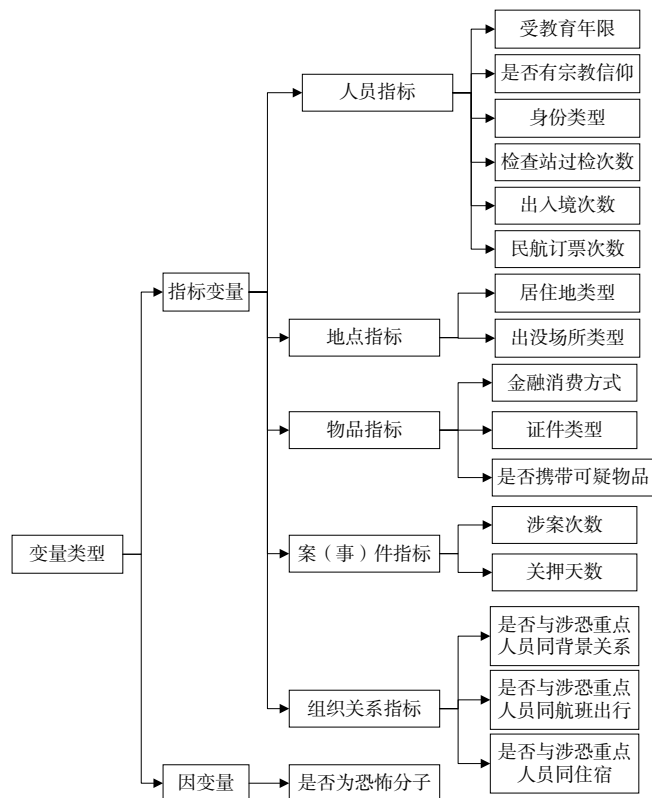 受教育年限
是否有宗教信仰
人员指标
身份类型
检查站过检次数
出入境次数
民航订票次数
指标变量
居住地类型
地点指标
出没场所类型
金融消费方式
物品指标
证件类型
是否携带可疑物品
涉案次数
变量类型
案（事）件指标
关押天数
是否与涉恐重点
人员同背景关系
是否与涉恐重点
人员同航班出行
组织关系指标
是否与涉恐重点
人员同住宿
因变量
是否为恐怖分子